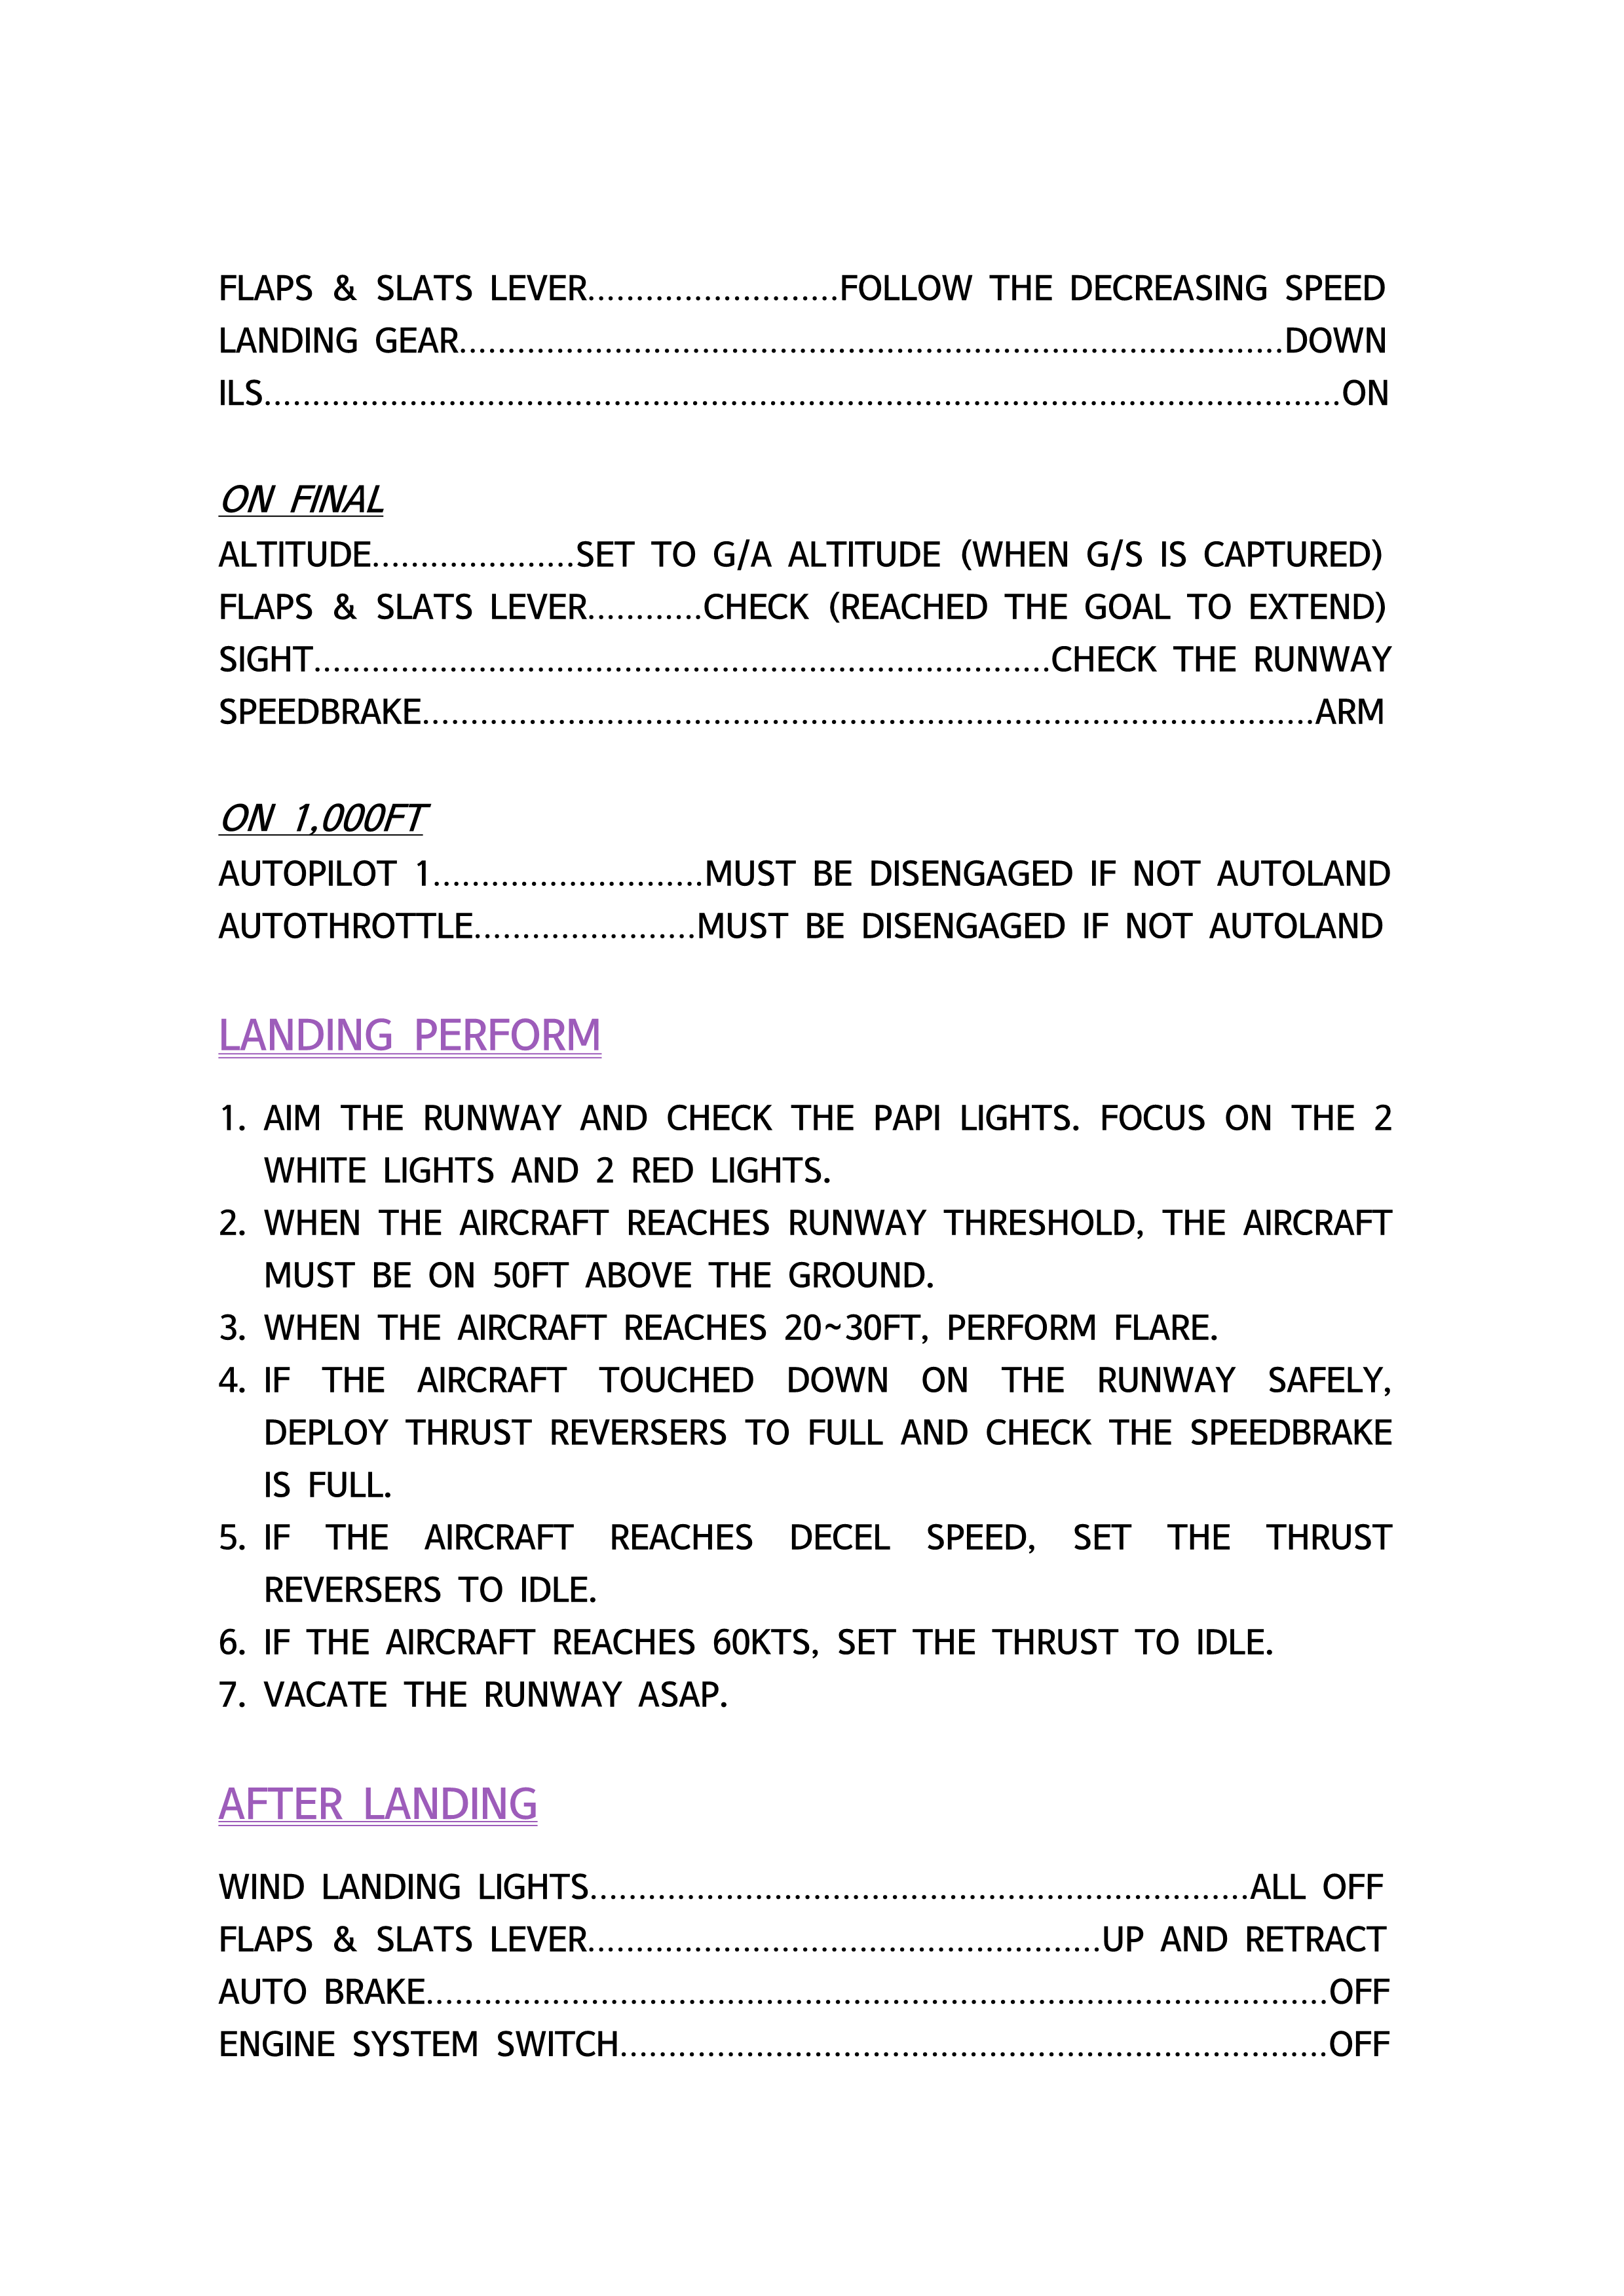 FLAPS & SLATS LEVER.........................FOLLOW THE DECREASING SPEED
LANDING GEAR....................................................................................DOWN
ILS..............................................................................................................ON
ON FINAL
ALTITUDE.....................SET TO G/A ALTITUDE (WHEN G/S IS CAPTURED)
FLAPS & SLATS LEVER............CHECK (REACHED THE GOAL TO EXTEND)
SIGHT...........................................................................CHECK THE RUNWAY
SPEEDBRAKE...........................................................................................ARM
ON 1,000FT
AUTOPILOT 1............................MUST BE DISENGAGED IF NOT AUTOLAND
AUTOTHROTTLE.......................MUST BE DISENGAGED IF NOT AUTOLAND
LANDING PERFORM
1. AIM THE RUNWAY AND CHECK THE PAPI LIGHTS. FOCUS ON THE 2
WHITE LIGHTS AND 2 RED LIGHTS.
2. WHEN THE AIRCRAFT REACHES RUNWAY THRESHOLD, THE AIRCRAFT
MUST BE ON 50FT ABOVE THE GROUND.
3. WHEN THE AIRCRAFT REACHES 20~30FT, PERFORM FLARE.
4. IF THE AIRCRAFT TOUCHED DOWN ON THE RUNWAY SAFELY,
DEPLOY THRUST REVERSERS TO FULL AND CHECK THE SPEEDBRAKE
IS FULL.
5. IF THE AIRCRAFT REACHES DECEL SPEED, SET THE THRUST
REVERSERS TO IDLE.
6. IF THE AIRCRAFT REACHES 60KTS, SET THE THRUST TO IDLE.
7. VACATE THE RUNWAY ASAP.
AFTER LANDING
WIND LANDING LIGHTS...................................................................ALL OFF
FLAPS & SLATS LEVER....................................................UP AND RETRACT
AUTO BRAKE............................................................................................OFF
ENGINE SYSTEM SWITCH........................................................................OFF